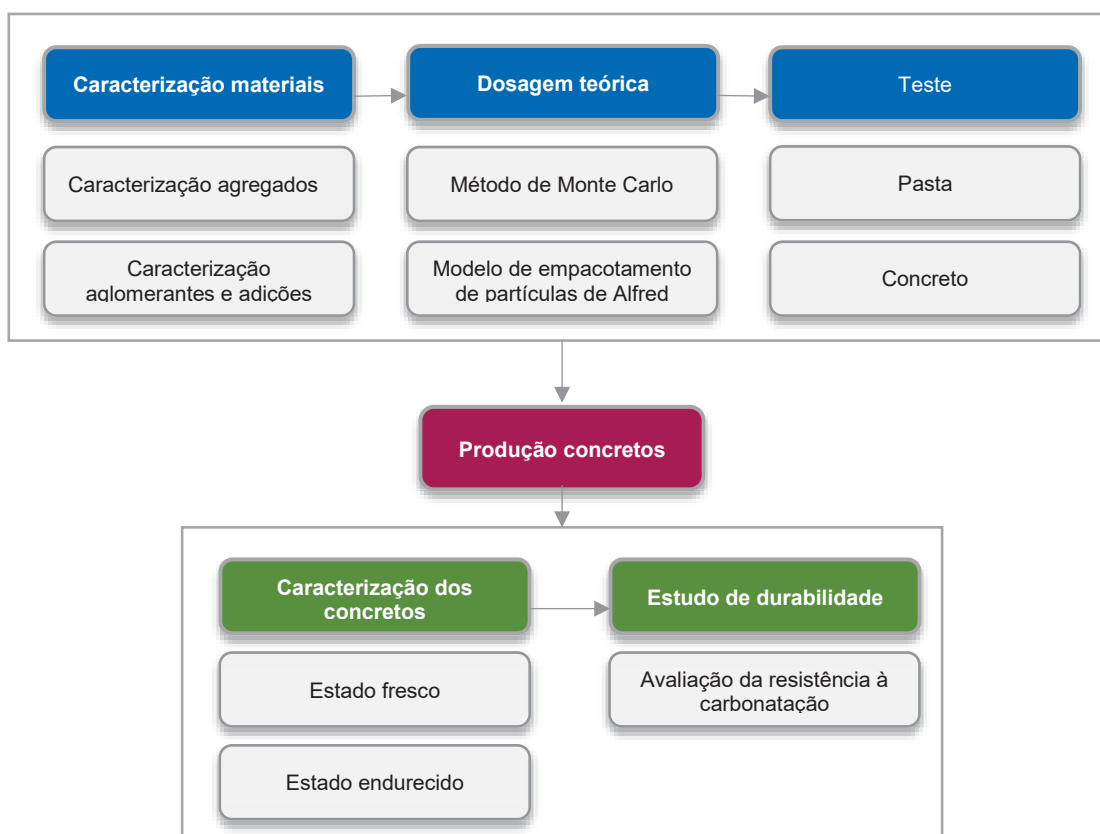 Caracterização materiais
Dosagem teórica
Teste
Caracterização agregados
Método de Monte Carlo
Pasta
Caracterização
aglomerantes e adições
Modelo de empacotamento
de partículas de Alfred
Concreto
Produção concretos
Caracterização dos
concretos
Estudo de durabilidade
Estado fresco
Avaliação da resistência à
carbonatação
Estado endurecido